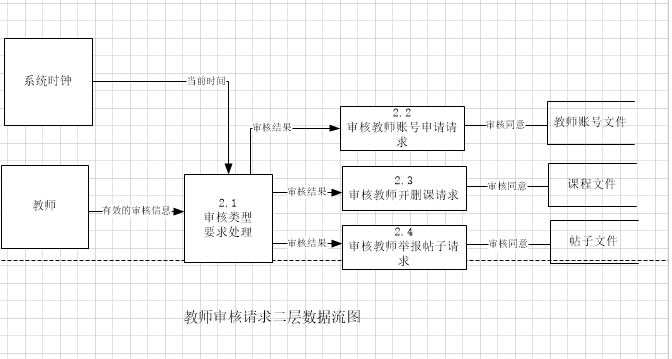 系统时钟
当前时间
教师
有效的审核信息
2.1
审核类型
要求处理
审核结果
2.2
审核教师账号申请请
求
审核同意
教师账号文件
审核结果
2.3
审核教师开删课请求
审核同意
课程文件
审核结果
2.4
审核教师举报帖子请
求
审核同意
帖子文件
教师审核请求二层数据流图